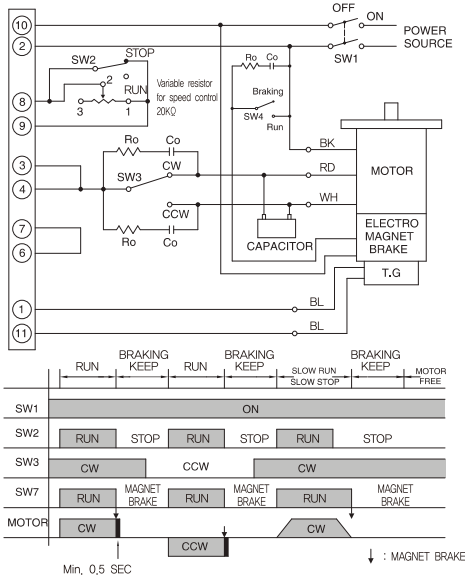 OFF
ON
POWER
SOURCE
SW1
10
2
SW2
STOP
2
RUN
3
1
8
9
Variable resistor
for speed control
20KΩ
Ro
Co
Braking
SW4
Run
Ro
Co
CW
SW3
CCW
Ro
Co
3
4
7
6
1
11
BK
RD
WH
CAPACITOR
MOTOR
ELECTRO
MAGNET
BRAKE
T.G
BL
BL
RUN
BRAKING
KEEP
RUN
BRAKING
KEEP
SLOW RUN
SLOW STOP
BRAKING
KEEP
MOTOR
FREE
SW1
ON
SW2
RUN
STOP
RUN
STOP
RUN
STOP
SW3
CW
CCW
CW
SW7
RUN
MAGNET
BRAKE
RUN
MAGNET
BRAKE
RUN
MAGNET
BRAKE
MOTOR
CW
CCW
CW
Min. 0,5 SEC
: MAGNET BRAKE